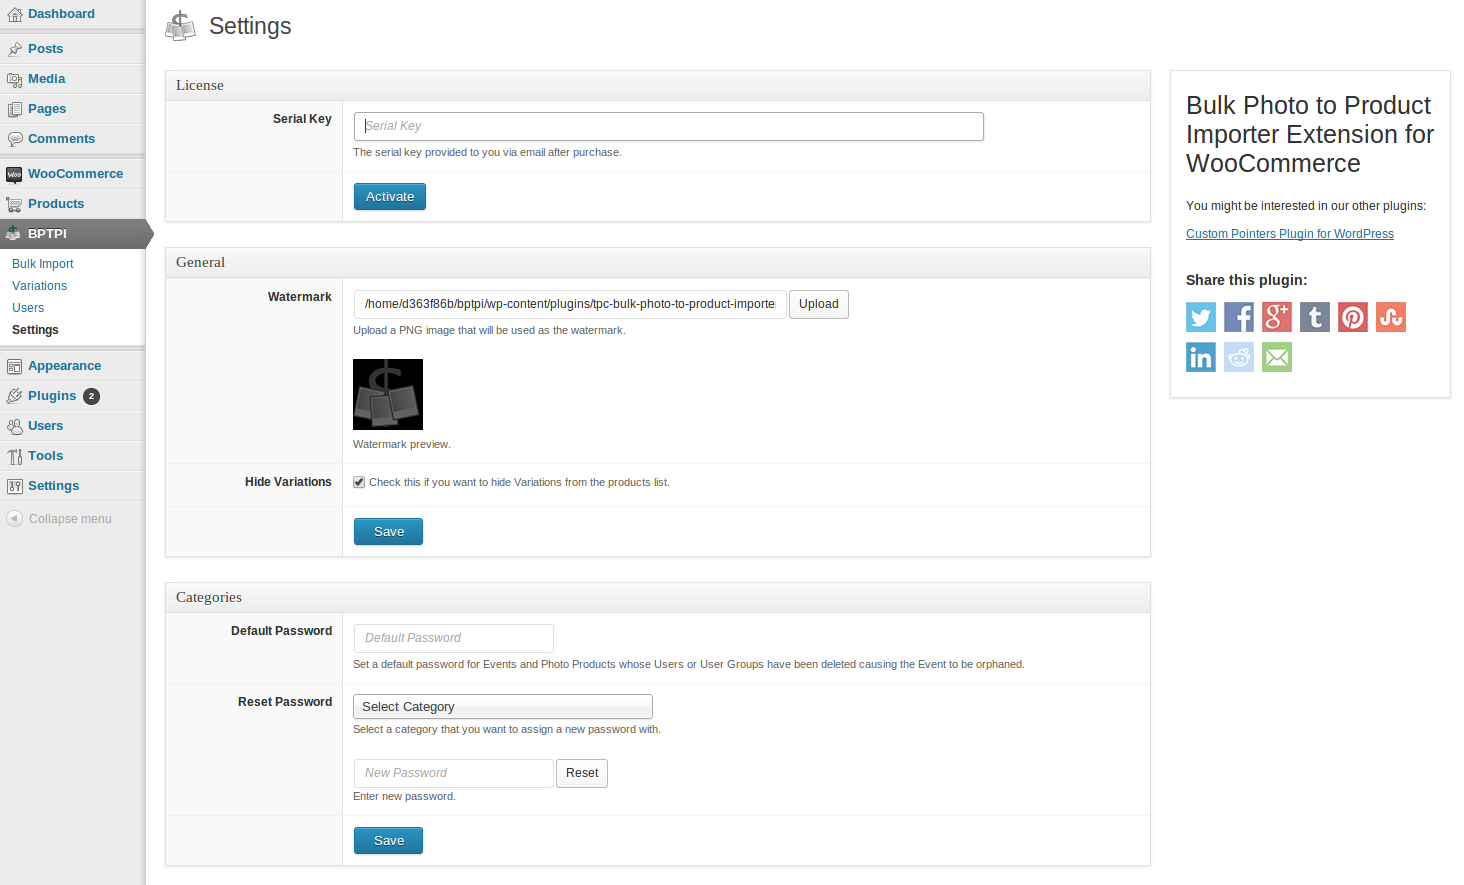 Dashboard
Posts
Media
Pages
Comments
WooCommerce
Products
BPTPI
Bulk Import
Variations
Users
Settings
Appearance
Plugins 2
Users
Tools
Settings
Collapse menu
Settings
License
Serial Key
Serial Key
The serial key provided to you via email after purchase.
Activate
General
Watermark
/home/d363f86b/bptpi/wp-content/plugins/tpc-bulk-photo-to-product-importe
Upload
Upload a PNG image that will be used as the watermark.
Watermark preview.
Hide Variations
Check this if you want to hide Variations from the products list.
Save
Categories
Default Password
Default Password
Set a default password for Events and Photo Products whose Users or User Groups have been deleted causing the Event to be orphaned.
Reset Password
Select Category
Select a category that you want to assign a new password with.
New Password
Reset
Enter new password.
Save
Bulk Photo to Product
Importer Extension for
WooCommerce
You might be interested in our other plugins:
Custom Pointers Plugin for WordPress
Share this plugin: